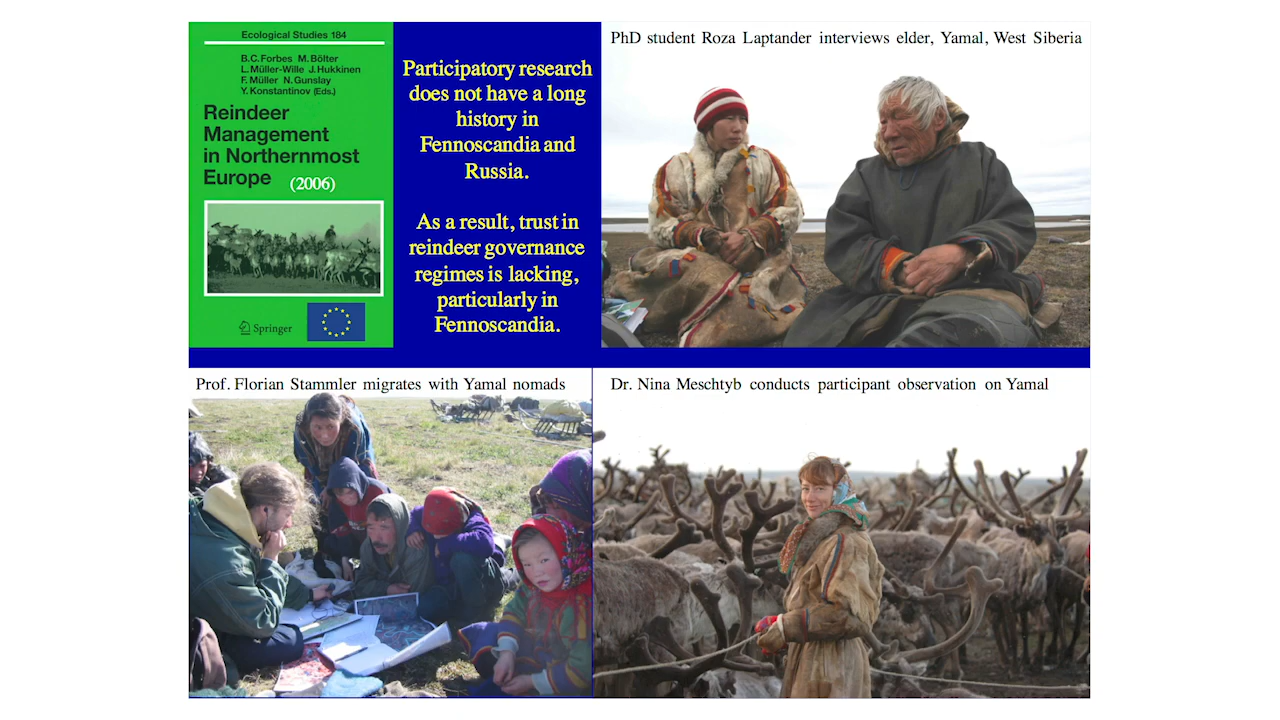 Ecological Studies 184
B.C. Forbes M. Bölter
L. Müller-Wille J. Hukkinen
F. Müller N. Gunslay
Y. Konstantinov (Eds.)
Reindeer
Management
in Northernmost
Europe (2006)
Springer
Participatory research
does not have a long
history in
Fennoscandia and
Russia.
As a result, trust in
reindeer governance
regimes is lacking,
particularly in
Fennoscandia.
PhD student Roza Laptander interviews elder, Yamal, West Siberia
Prof. Florian Stammler migrates with Yamal nomads
Dr. Nina Meschtyb conducts participant observation on Yamal